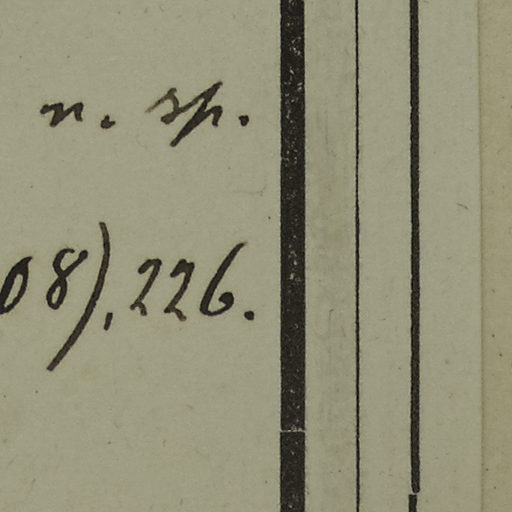 n. sp.
08), 226.